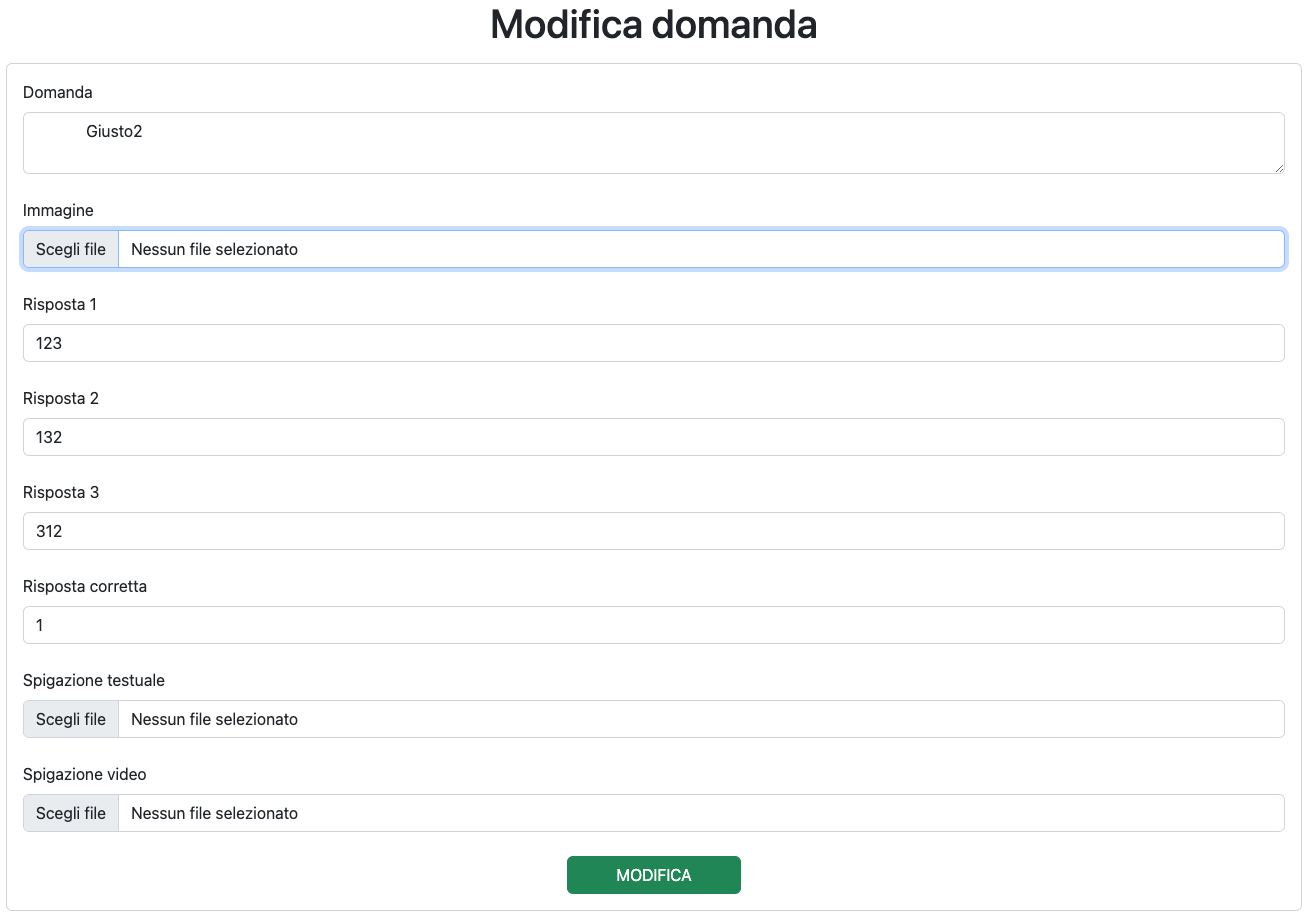 Modifica domanda
Domanda
Giusto2
Immagine
Scegli file Nessun file selezionato
Risposta 1
123
Risposta 2
132
Risposta 3
312
Risposta corretta
1
Spigazione testuale
Scegli file Nessun file selezionato
Spigazione video
Scegli file Nessun file selezionato
MODIFICA